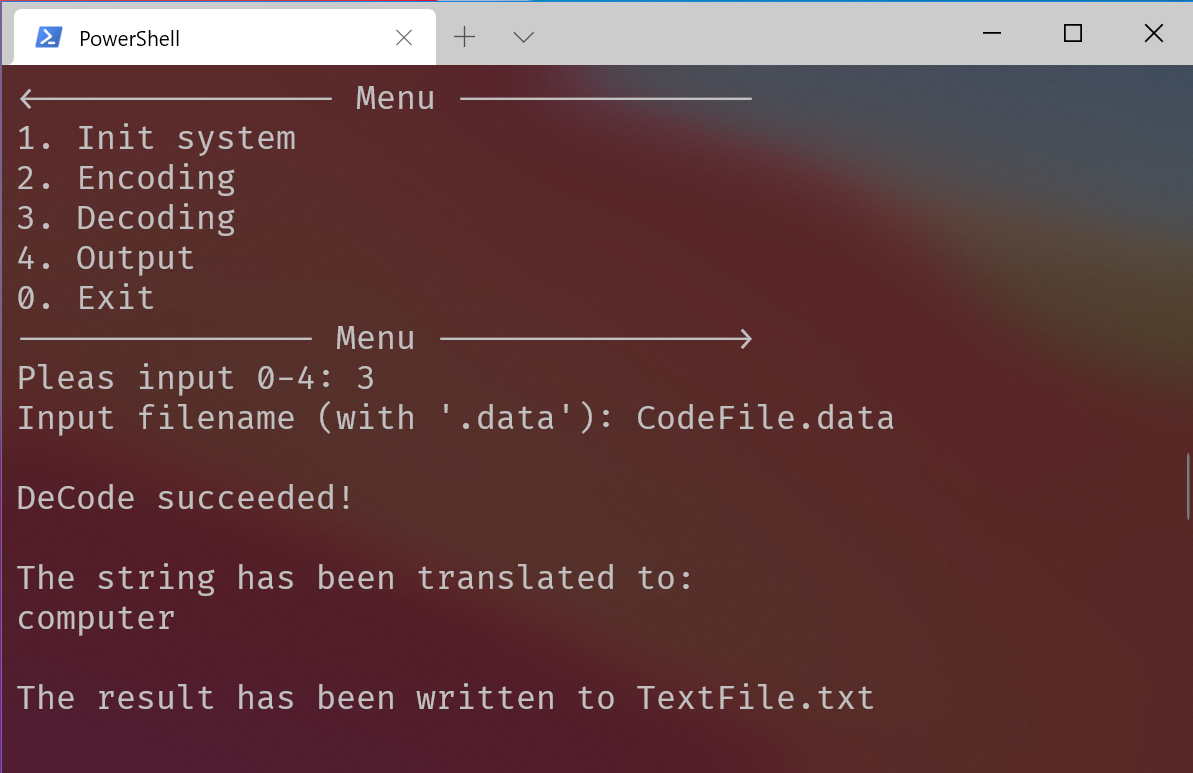 PowerShell
<—————————————— Menu ———————————————
1. Init system
2. Encoding
3. Decoding
4. Output
0. Exit
——————————————— Menu ——————————————>
Pleas input 0-4: 3
Input filename (with '.data'): CodeFile.data
DeCode succeeded!
The string has been translated to:
computer
The result has been written to TextFile.txt